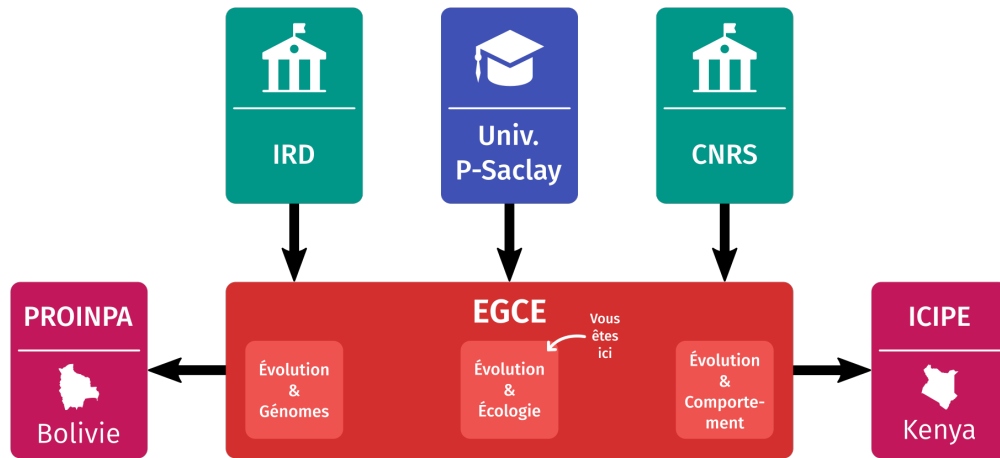 IRD
Univ.
P-Saclay
CNRS
PROINPA
Bolivie
EGCE
Vous
êtes
ici
Évolution
&
Génomes
Évolution
&
Écologie
Évolution
&
Comporte-
ment
ICIPE
Kenya